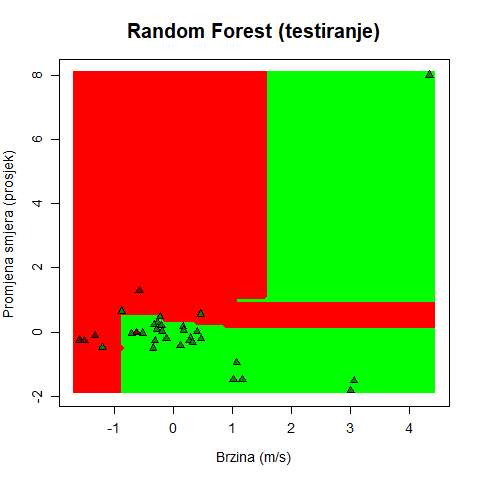 Random Forest (testiranje)
Promjena smjera (prosjek)
8
6
4
2
0
-2
-1 0 1 2 3 4
Brzina (m/s)